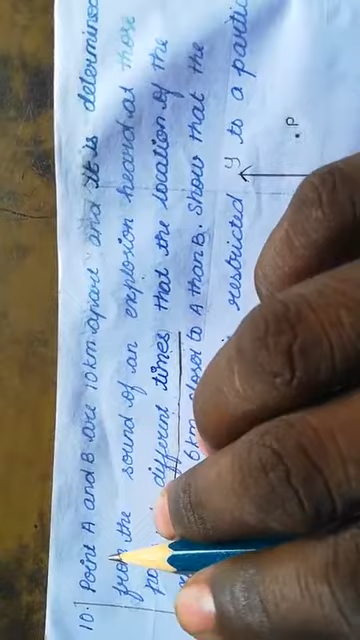 10. Point A and B are 10km apart and it is determined
from the sound of an explosion heard at those
different times that the location of the
6km closer to A than B. Show that the
restricted y to a partic
P